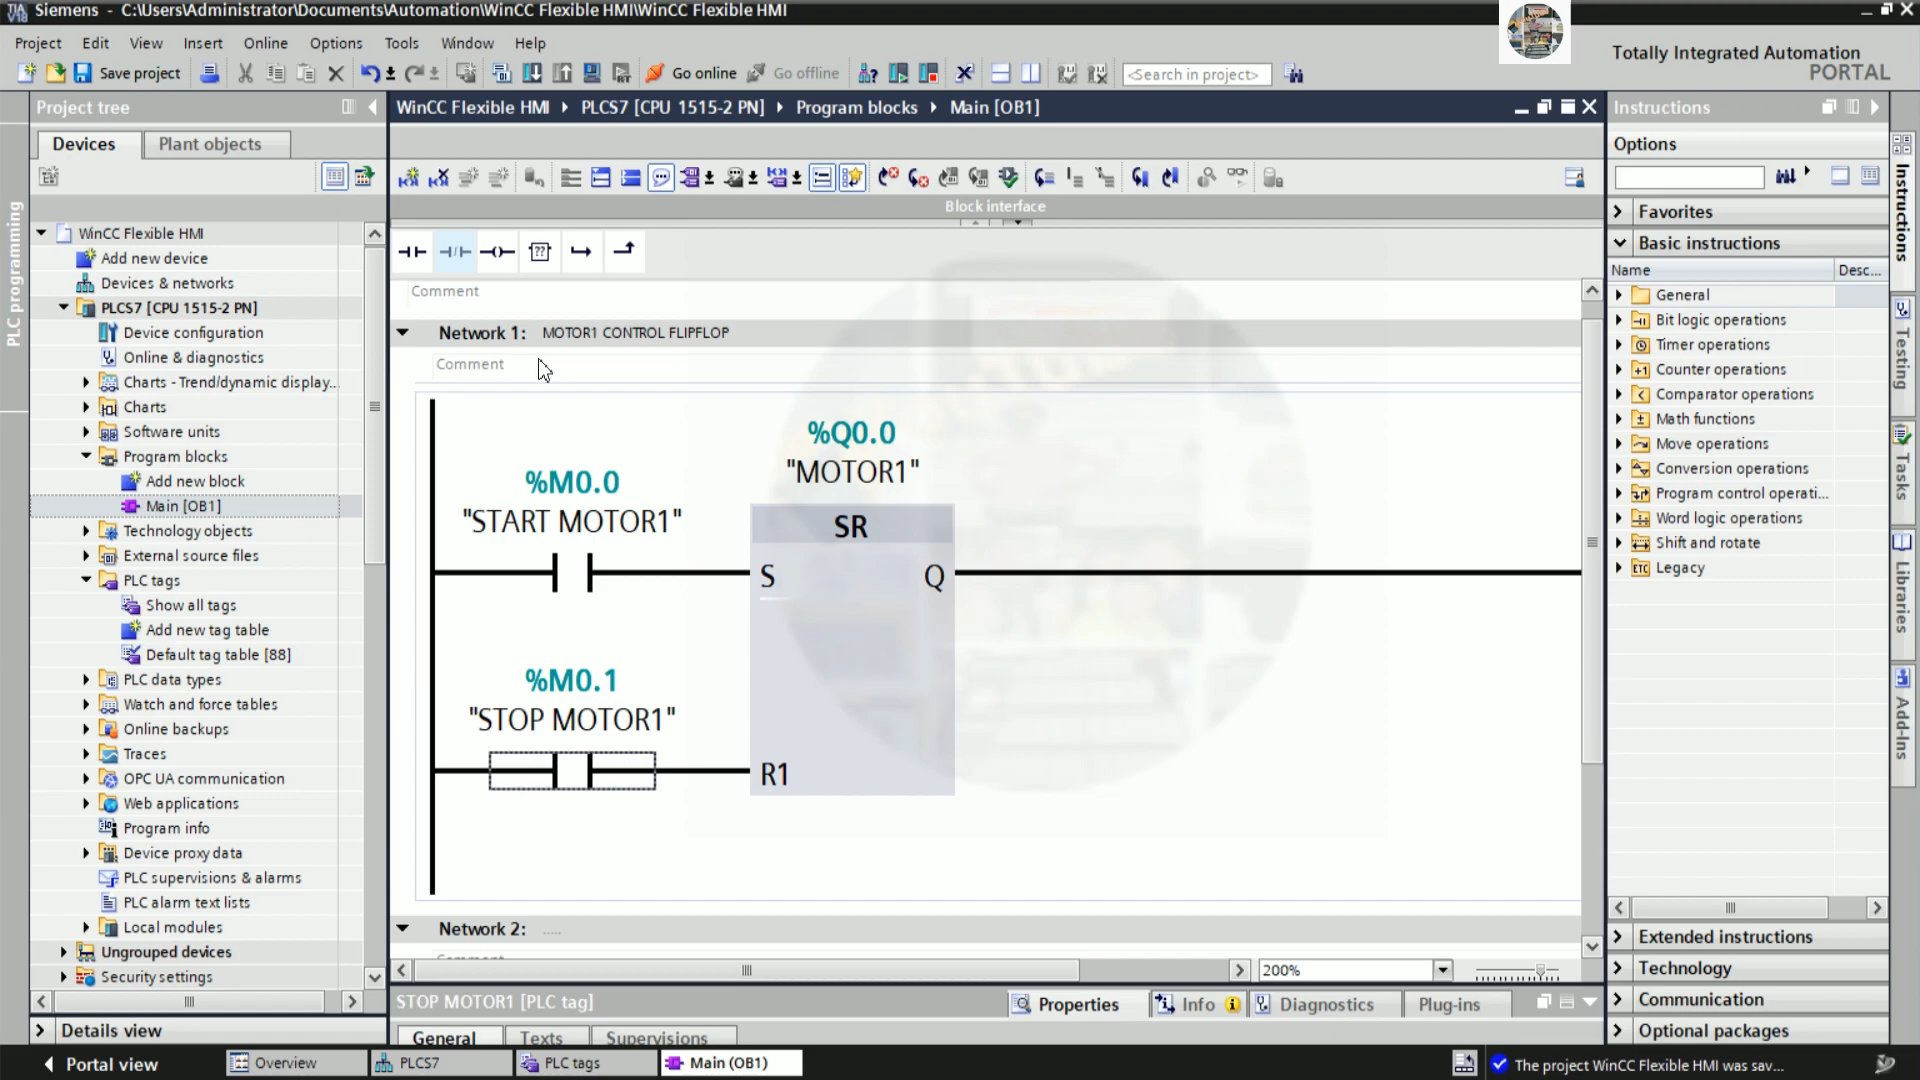 Siemens - C:\Users\Administrator\Documents\Automation\WinCC Flexible HMI\WinCC Flexible HMI
Project Edit View Insert Online Options Tools Window Help
Totally Integrated Automation
PORTAL
Save project
Go online
Go offline
<Search in project>
Project tree
WinCC Flexible HMI
PLCS7 [CPU 1515-2 PN]
Program blocks
Main [OB1]
Instructions
Devices
Plant objects
Options
Block interface
PLC programming
WinCC Flexible HMI
Add new device
Devices & networks
PLCS7 [CPU 1515-2 PN]
Device configuration
Online & diagnostics
Charts - Trend/dynamic display...
Charts
Software units
Program blocks
Add new block
Main [OB1]
Technology objects
External source files
PLC tags
Show all tags
Add new tag table
Default tag table [88]
PLC data types
Watch and force tables
Online backups
Traces
OPC UA communication
Web applications
Program info
Device proxy data
PLC supervisions & alarms
PLC alarm text lists
Local modules
Ungrouped devices
Security settings
Details view
Comment
Network 1: MOTOR1 CONTROL FLIPFLOP
Comment
%Q0.0
"MOTOR1"
%M0.0
"START MOTOR1"
SR
S
Q
%M0.1
"STOP MOTOR1"
R1
Network 2: .....
200%
STOP MOTOR1 [PLC tag]
Properties
Info
Diagnostics
Plug-ins
General
Texts
Supervisions
Favorites
Basic instructions
Name
Desc...
General
Bit logic operations
Timer operations
Counter operations
Comparator operations
Math functions
Move operations
Conversion operations
Program control operati...
Word logic operations
Shift and rotate
Legacy
Extended instructions
Technology
Communication
Optional packages
Instructions
Testing
Tasks
Libraries
Add-Ins
Portal view
Overview
PLCS7
PLC tags
Main (OB1)
The project WinCC Flexible HMI was sav...